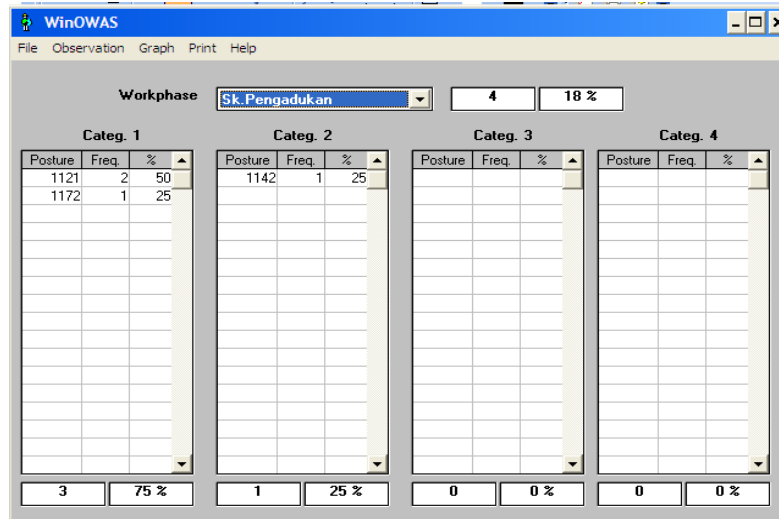 WinOWAS
File Observation Graph Print Help
Workphase Sk.Pengadukan 4 18 %
Categ. 1 Categ. 2 Categ. 3 Categ. 4
Posture Freq. % Posture Freq. % Posture Freq. % Posture Freq. %
1121 2 50 1142 1 25
1172 1 25
3 75 % 1 25 % 0 0 % 0 0 %